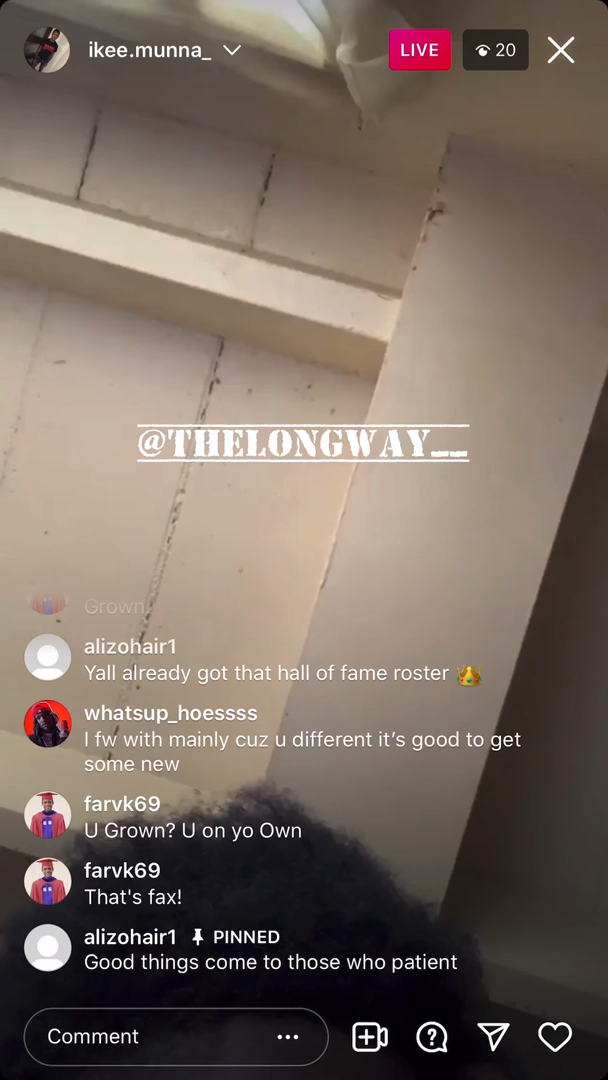 ikee.munna_
LIVE
20
@THELONGWAY__
Grown.
alizohair1
Yall already got that hall of fame roster 👑
whatsup_hoessss
I fw with mainly cuz u different it’s good to get
some new
farvk69
U Grown? U on yo Own
farvk69
That's fax!
alizohair1 PINNED
Good things come to those who patient
Comment